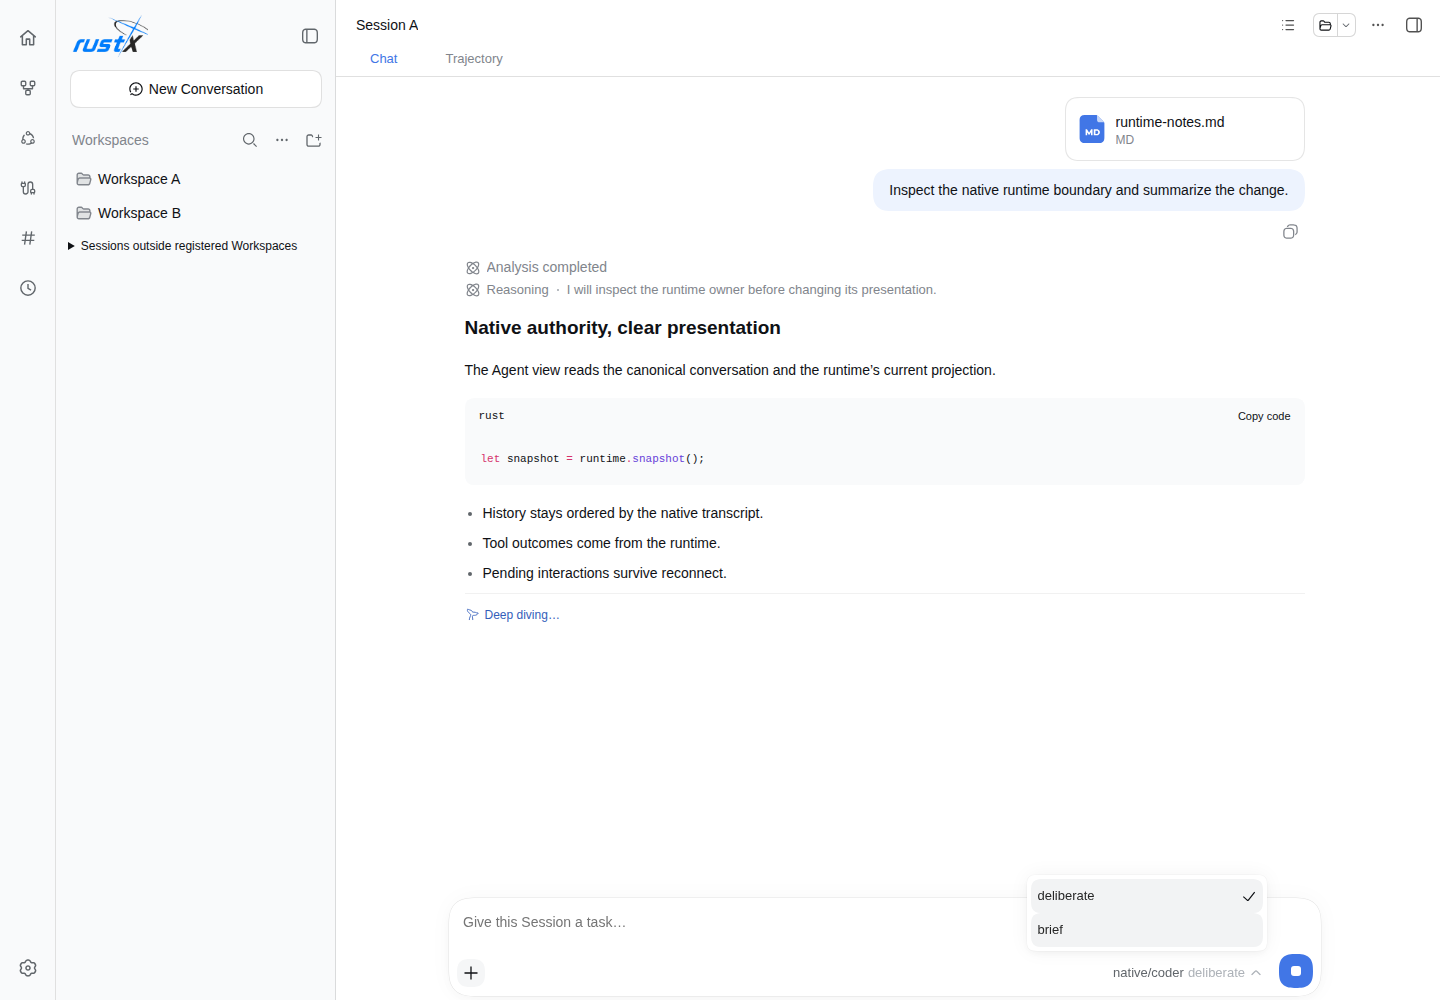 rustX
New Conversation
Workspaces
Workspace A
Workspace B
Sessions outside registered Workspaces
Session A
Chat
Trajectory
MD
runtime-notes.md
MD
Inspect the native runtime boundary and summarize the change.
Analysis completed
Reasoning · I will inspect the runtime owner before changing its presentation.
Native authority, clear presentation
The Agent view reads the canonical conversation and the runtime’s current projection.
rust
Copy code
let snapshot = runtime.snapshot();
• History stays ordered by the native transcript.
• Tool outcomes come from the runtime.
• Pending interactions survive reconnect.
Deep diving…
deliberate
brief
Give this Session a task…
native/coder deliberate